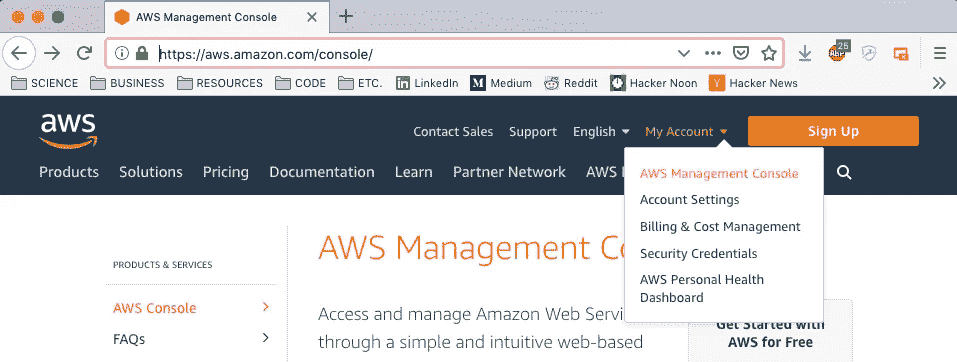 AWS Management Console
https://aws.amazon.com/console/
26
SCIENCE BUSINESS RESOURCES CODE ETC. LinkedIn Medium Reddit Hacker Noon Hacker News
aws
Contact Sales Support English My Account Sign Up
Products Solutions Pricing Documentation Learn Partner Network AWS
AWS Management Console
Account Settings
Billing & Cost Management
Security Credentials
AWS Personal Health
Dashboard
PRODUCTS & SERVICES
AWS Console
FAQs
AWS Management Co
Access and manage Amazon Web Servi
through a simple and intuitive web-based
Get Started with
AWS for Free